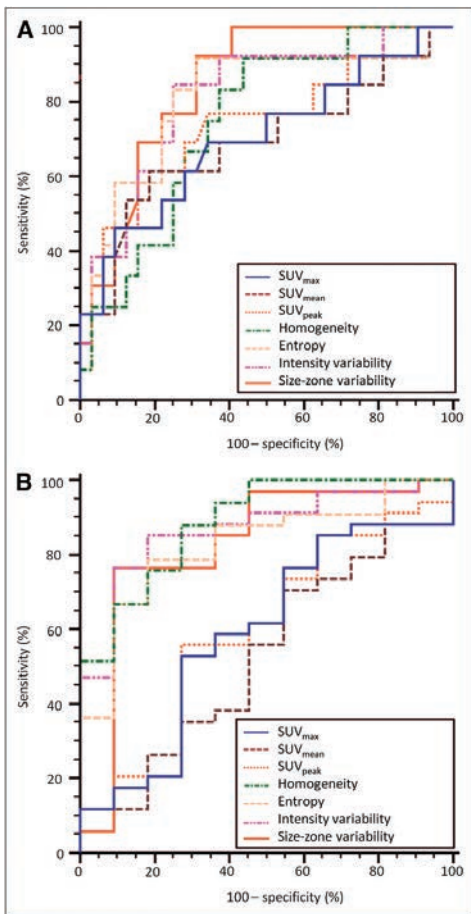 A
100
80
60
40
20
0
Sensitivity (%)
SUVmax
SUVmean
SUVpeak
Homogeneity
Entropy
Intensity variability
Size-zone variability
0 20 40 60 80 100
100 – specificity (%)
B
100
80
60
40
20
0
Sensitivity (%)
SUVmax
SUVmean
SUVpeak
Homogeneity
Entropy
Intensity variability
Size-zone variability
0 20 40 60 80 100
100 – specificity (%)